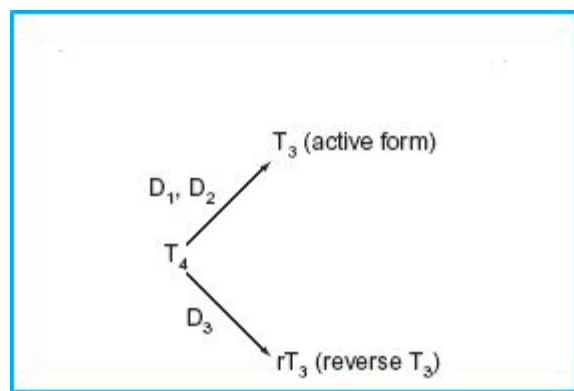 T₃ (active form)
D₁, D₂
T₄
D₃
rT₃ (reverse T₃)